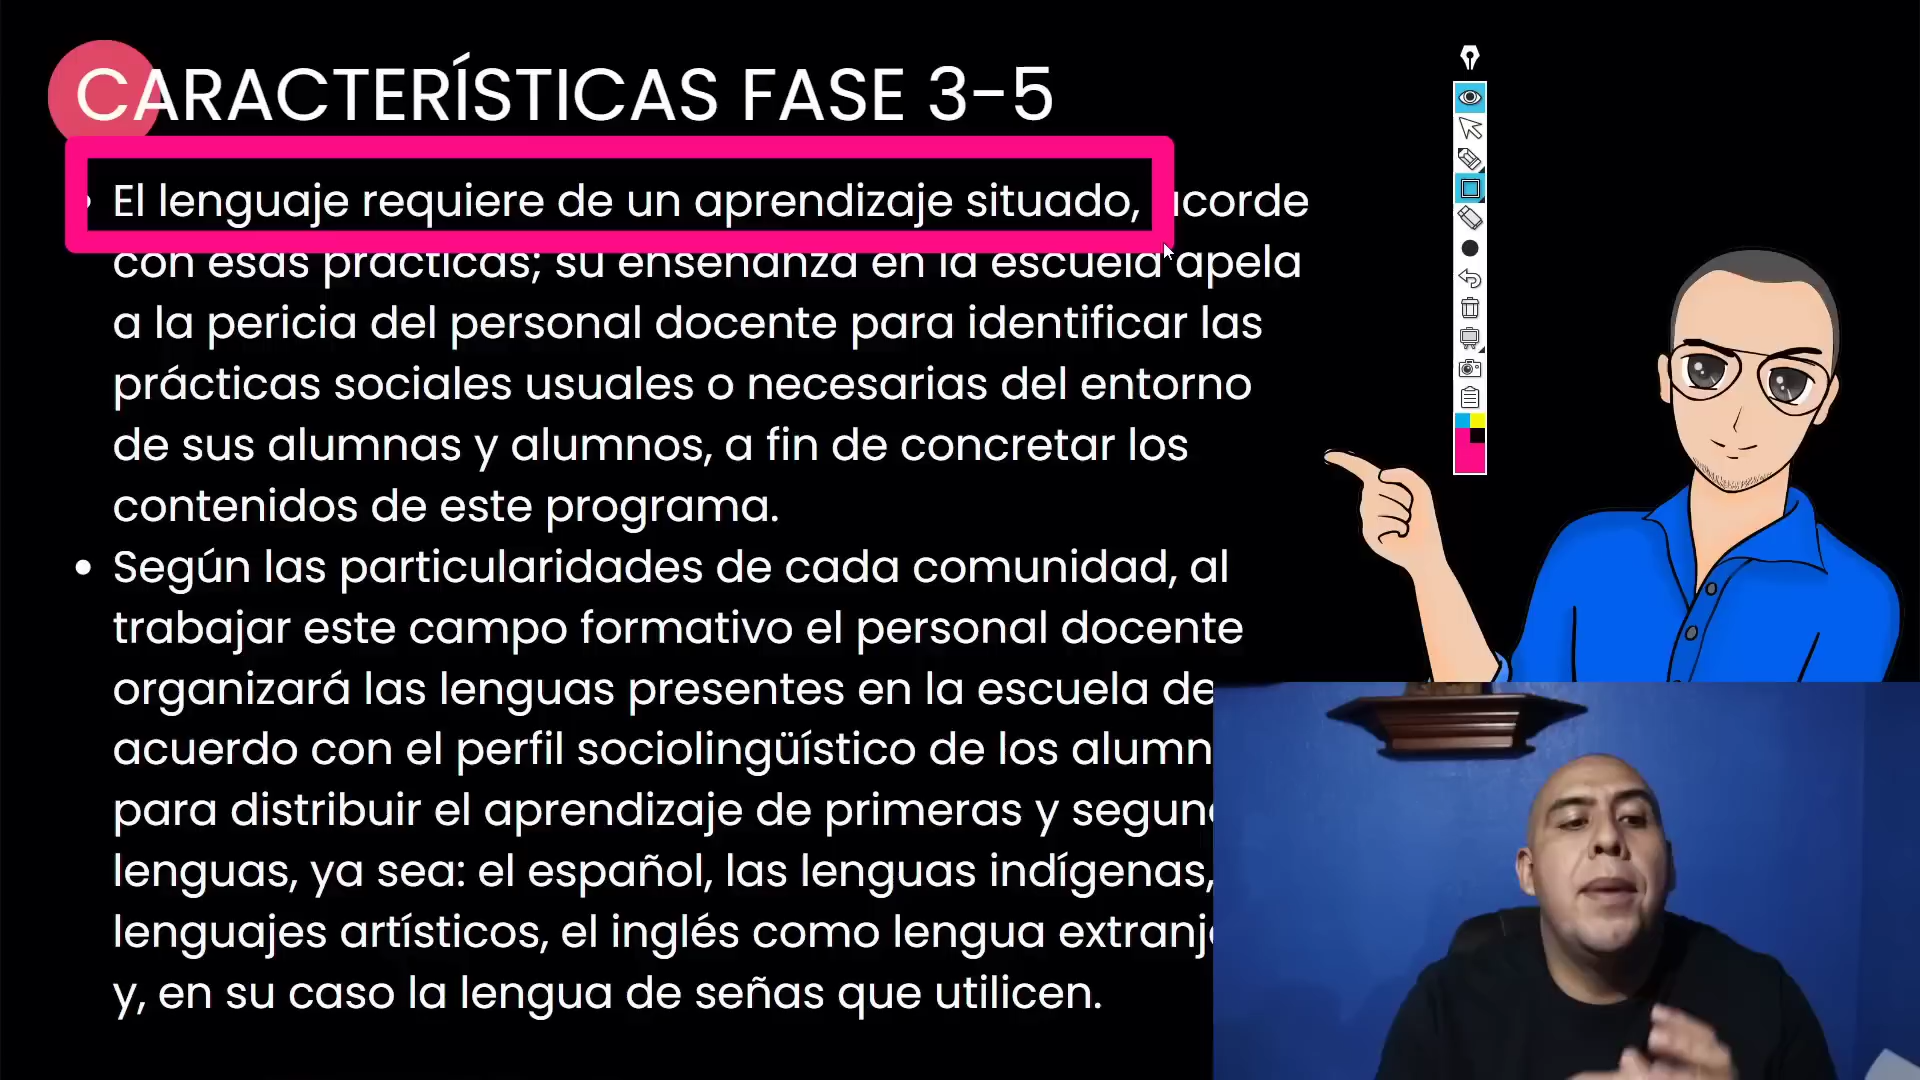 CARACTERÍSTICAS FASE 3-5
El lenguaje requiere de un aprendizaje situado, acorde
con esas prácticas; su enseñanza en la escuela apela
a la pericia del personal docente para identificar las
prácticas sociales usuales o necesarias del entorno
de sus alumnas y alumnos, a fin de concretar los
contenidos de este programa.
Según las particularidades de cada comunidad, al
trabajar este campo formativo el personal docente
organizará las lenguas presentes en la escuela de
acuerdo con el perfil sociolingüístico de los
para distribuir el aprendizaje de primeras y
lenguas, ya sea: el español, las lenguas indígenas,
lenguajes artísticos, el inglés como lengua
y, en su caso la lengua de señas que utilicen.